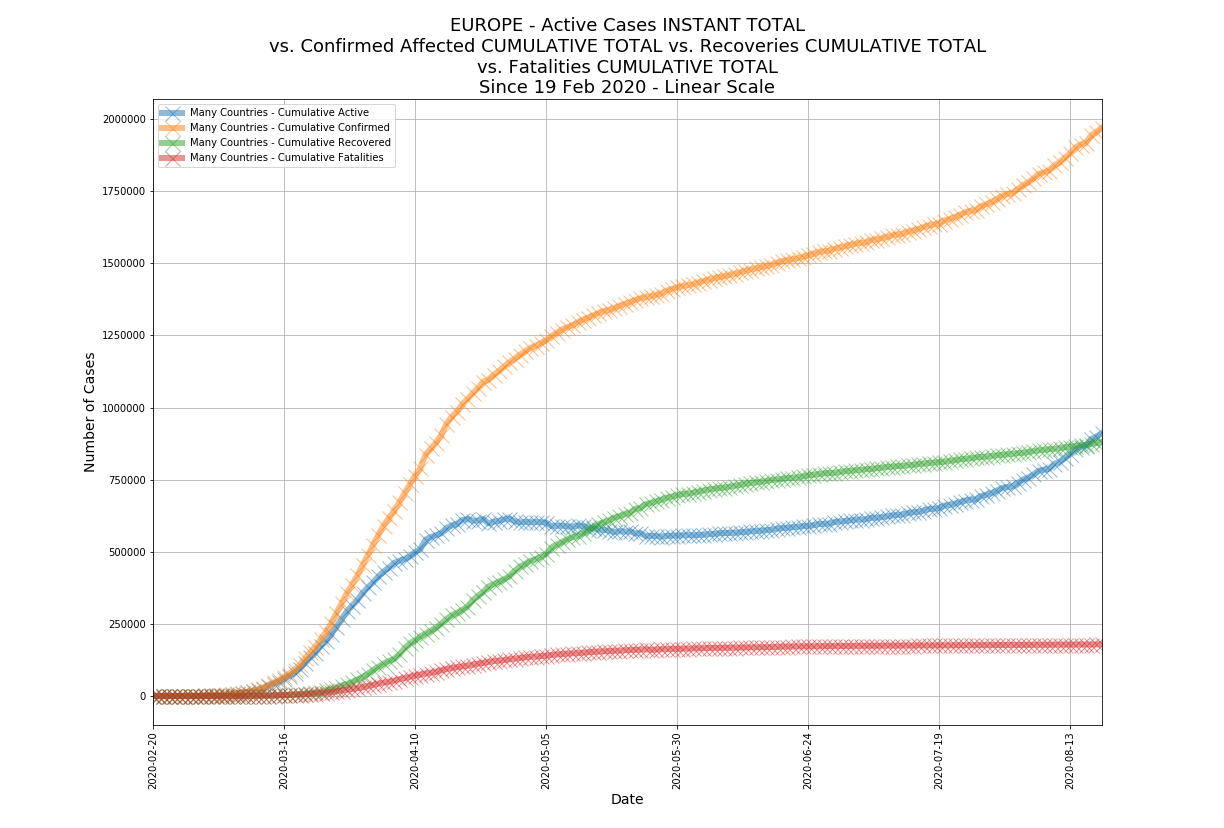 EUROPE - Active Cases INSTANT TOTAL
vs. Confirmed Affected CUMULATIVE TOTAL vs. Recoveries CUMULATIVE TOTAL
vs. Fatalities CUMULATIVE TOTAL
Since 19 Feb 2020 - Linear Scale
Many Countries - Cumulative Active
Many Countries - Cumulative Confirmed
Many Countries - Cumulative Recovered
Many Countries - Cumulative Fatalities
Number of Cases
2000000
1750000
1500000
1250000
1000000
750000
500000
250000
0
2020-02-20
2020-03-16
2020-04-10
2020-05-05
2020-05-30
2020-06-24
2020-07-19
2020-08-13
Date